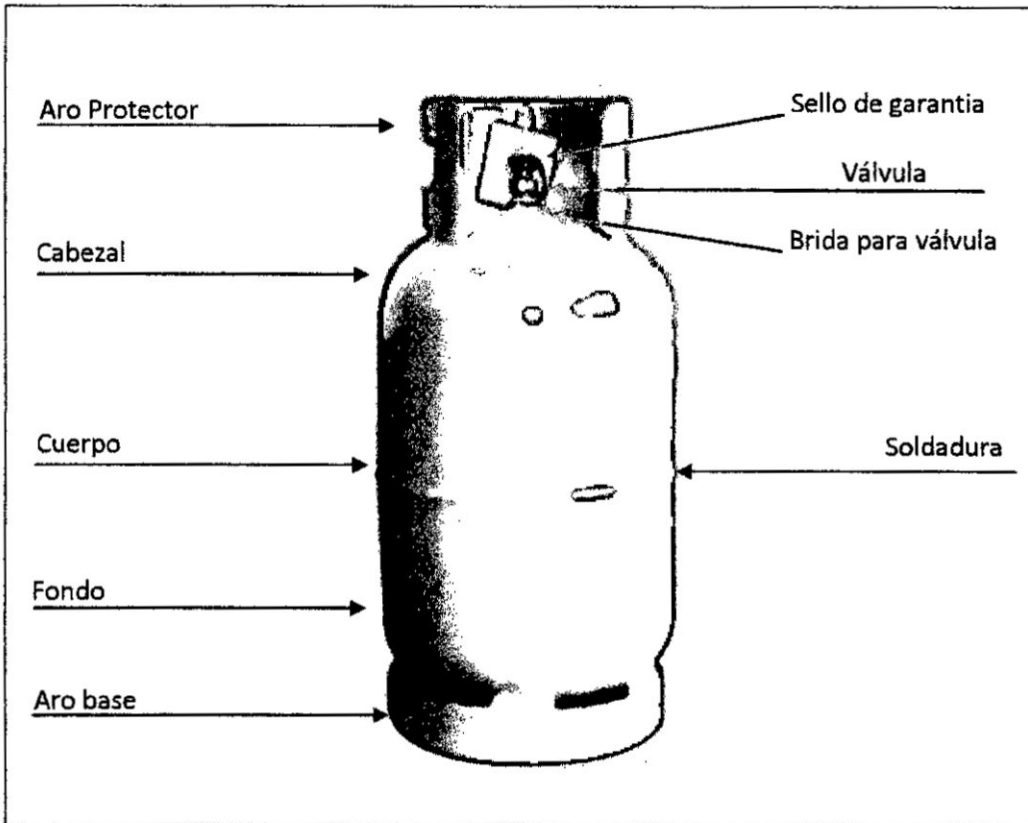 Aro Protector
Sello de garantia
Válvula
Brida para válvula
Cabezal
Cuerpo
Soldadura
Fondo
Aro base